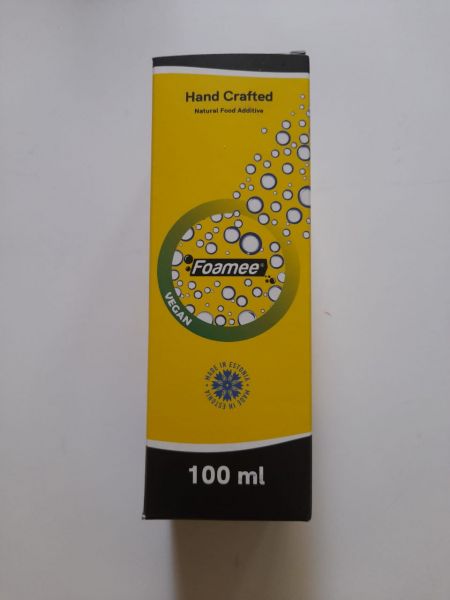 Hand Crafted
Natural Food Additive
Foamee®
VEGAN
MADE IN ESTONIA • MADE IN ESTONIA •
100 ml